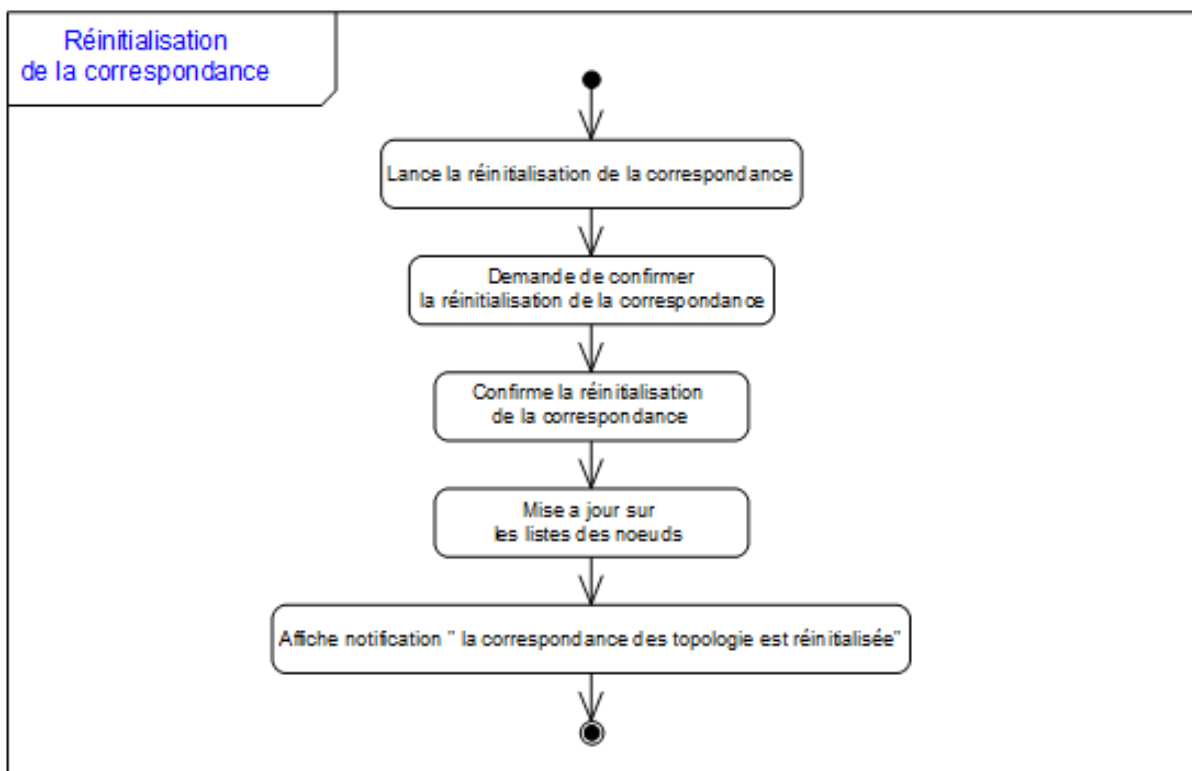 Réinitialisation
de la correspondance
Lance la réinitialisation de la correspondance
Demande de confirmer
la réinitialisation de la correspondance
Confirme la réinitialisation
de la correspondance
Mise a jour sur
les listes des noeuds
Affiche notification " la correspondance des topologie est réinitialisée"